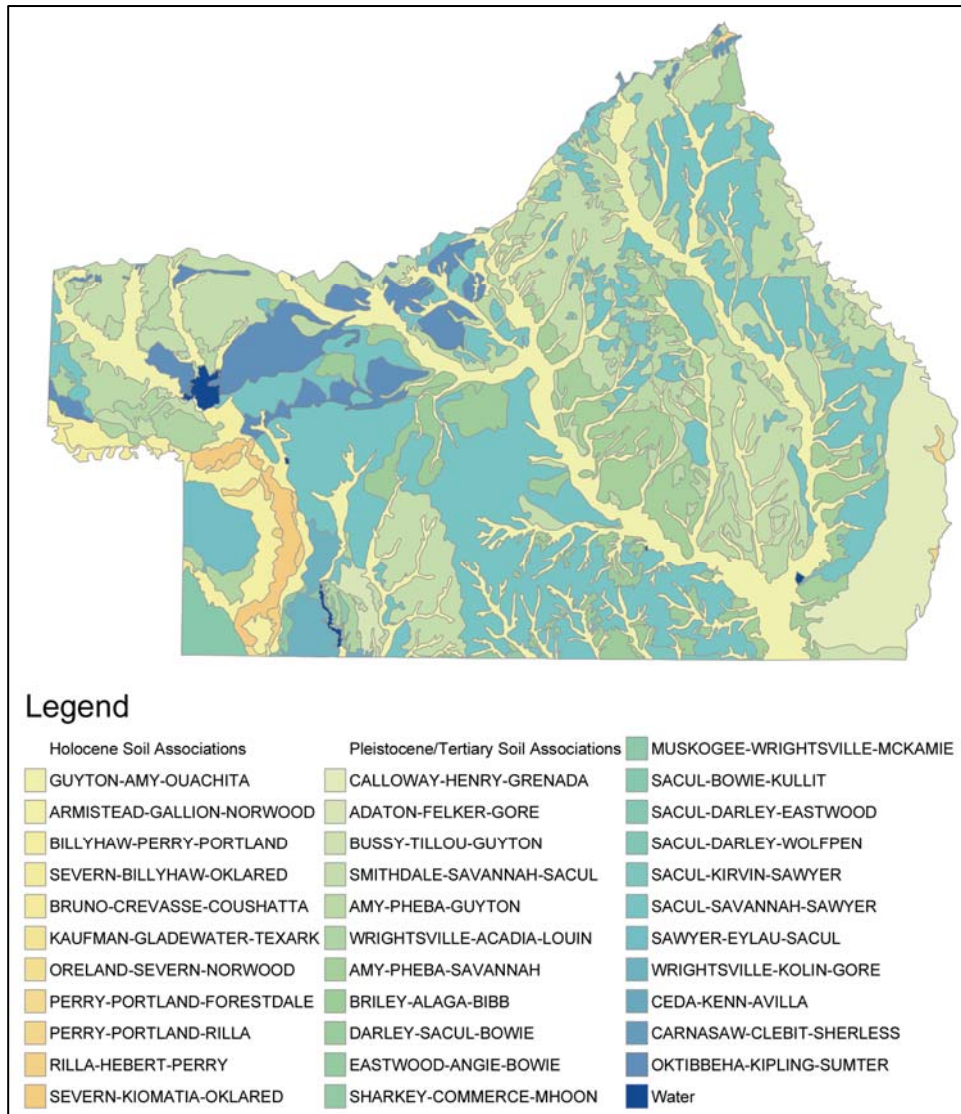 Legend
Holocene Soil Associations
GUYTON-AMY-OUACHITA
ARMISTEAD-GALLION-NORWOOD
BILLYHAW-PERRY-PORTLAND
SEVERN-BILLYHAW-OKLARED
BRUNO-CREVASSE-COUSHATTA
KAUFMAN-GLADEWATER-TEXARK
ORELAND-SEVERN-NORWOOD
PERRY-PORTLAND-FORESTDALE
PERRY-PORTLAND-RILLA
RILLA-HEBERT-PERRY
SEVERN-KIOMATIA-OKLARED
Pleistocene/Tertiary Soil Associations
CALLOWAY-HENRY-GRENADA
ADATON-FELKER-GORE
BUSSY-TILLOU-GUYTON
SMITHDALE-SAVANNAH-SACUL
AMY-PHEBA-GUYTON
WRIGHTSVILLE-ACADIA-LOUIN
AMY-PHEBA-SAVANNAH
BRILEY-ALAGA-BIBB
DARLEY-SACUL-BOWIE
EASTWOOD-ANGIE-BOWIE
SHARKEY-COMMERCE-MHOON
MUSKOGEE-WRIGHTSVILLE-MCKAMIE
SACUL-BOWIE-KULLIT
SACUL-DARLEY-EASTWOOD
SACUL-DARLEY-WOLFPEN
SACUL-KIRVIN-SAWYER
SACUL-SAVANNAH-SAWYER
SAWYER-EYLAU-SACUL
WRIGHTSVILLE-KOLIN-GORE
CEDA-KENN-AVILLA
CARNASAW-CLEBIT-SHERLESS
OKTIBBEHA-KIPLING-SUMTER
Water